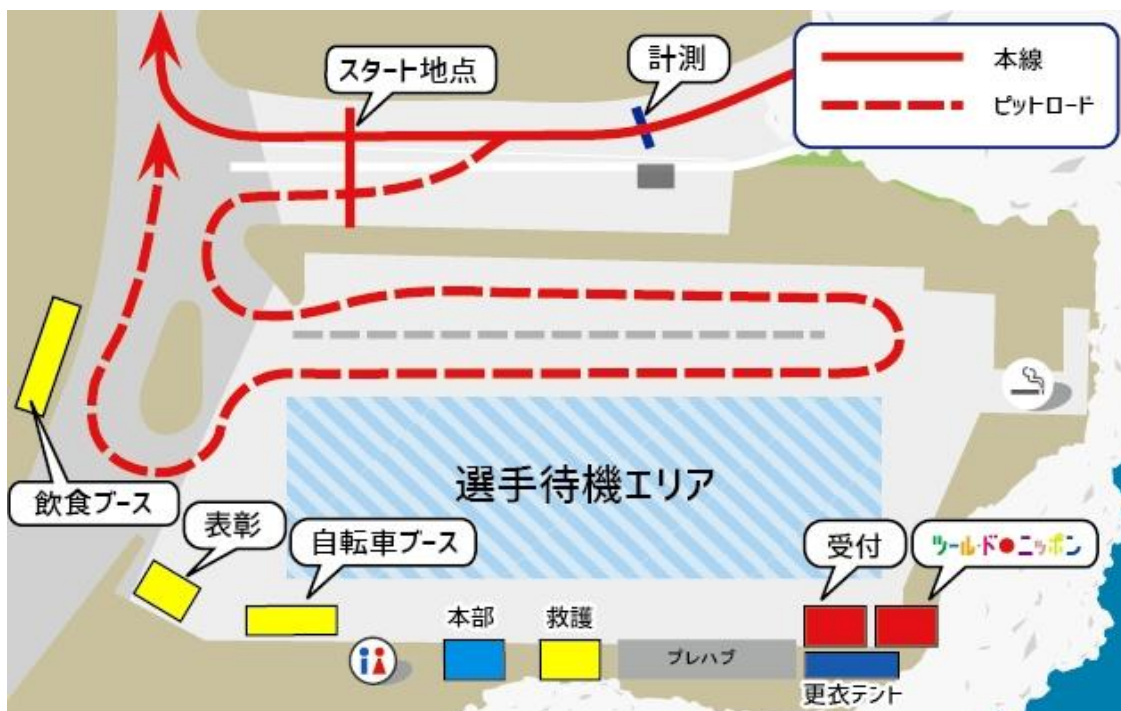 スタート地点
計測
本線
ピットロード
選手待機エリア
飲食ブース
表彰
自転車ブース
受付
ツール・ド●ニッポン
本部
救護
プレハブ
更衣テント